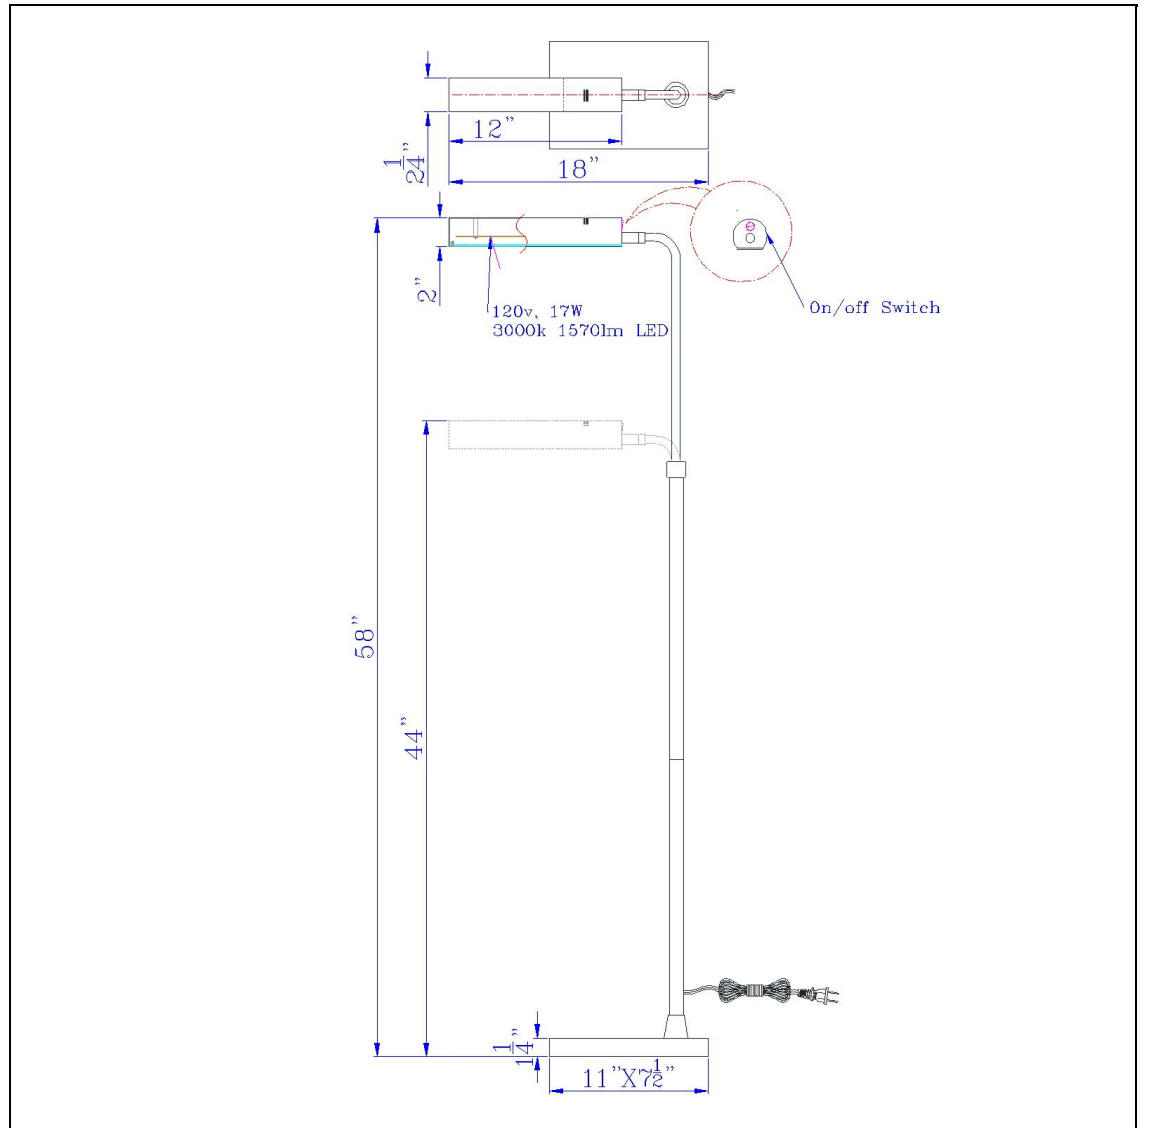 12"
2 1/4"
18"
2"
120v, 17W
3000k 1570lm LED
On/off Switch
58"
44"
1 1/4"
11"X7 1/2"